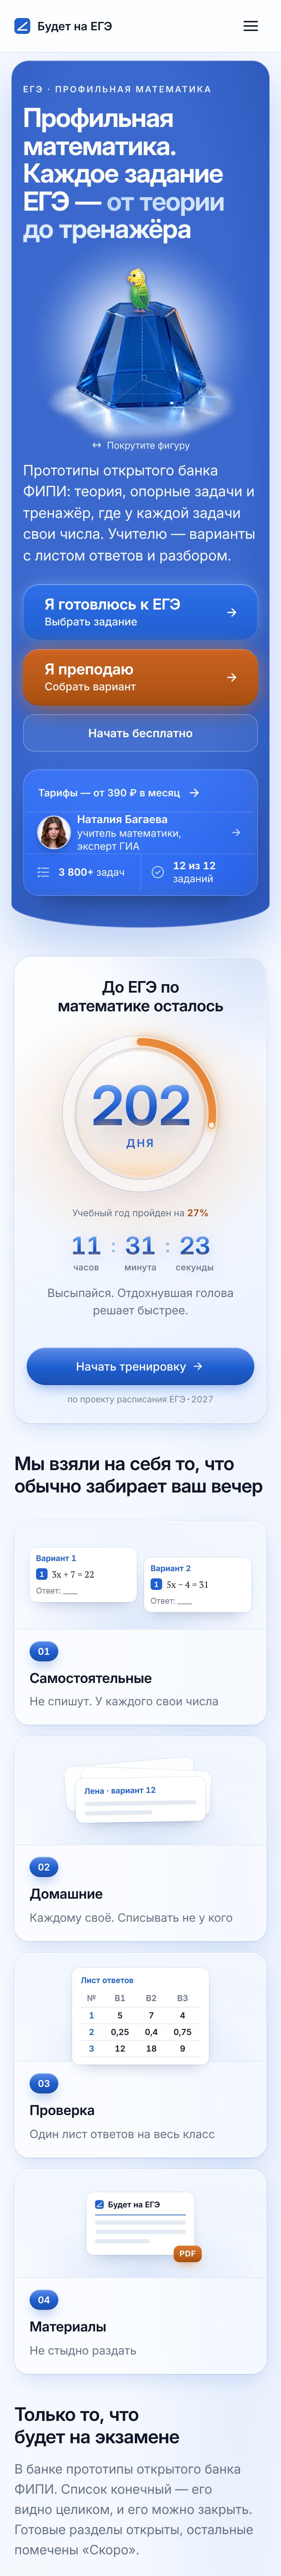 Будет на ЕГЭ
ЕГЭ · ПРОФИЛЬНАЯ МАТЕМАТИКА
Профильная
математика.
Каждое задание
ЕГЭ — от теории
до тренажёра
↔ Покрутите фигуру
Прототипы открытого банка
ФИПИ: теория, опорные задачи и
тренажёр, где у каждой задачи
свои числа. Учителю — варианты
с листом ответов и разбором.
Я готовлюсь к ЕГЭ
Выбрать задание
→
Я преподаю
Собрать вариант
→
Начать бесплатно
Тарифы — от 390 ₽ в месяц →
Наталия Багаева
учитель математики,
эксперт ГИА
→
3 800+ задач
12 из 12
заданий
До ЕГЭ по
математике осталось
202
ДНЯ
Учебный год пройден на 27%
11 : 31 : 23
часов минута секунды
Высыпайся. Отдохнувшая голова
решает быстрее.
Начать тренировку →
по проекту расписания ЕГЭ-2027
Мы взяли на себя то, что
обычно забирает ваш вечер
Вариант 1
1 3x + 7 = 22
Ответ: ____
Вариант 2
1 5x − 4 = 31
Ответ: ____
01
Самостоятельные
Не спишут. У каждого свои числа
Лена · вариант 12
02
Домашние
Каждому своё. Списывать не у кого
Лист ответов
№ В1 В2 В3
1 5 7 4
2 0,25 0,4 0,75
3 12 18 9
03
Проверка
Один лист ответов на весь класс
Будет на ЕГЭ
PDF
04
Материалы
Не стыдно раздать
Только то, что
будет на экзамене
В банке прототипы открытого банка
ФИПИ. Список конечный — его
видно целиком, и его можно закрыть.
Готовые разделы открыты, остальные
помечены «Скоро».